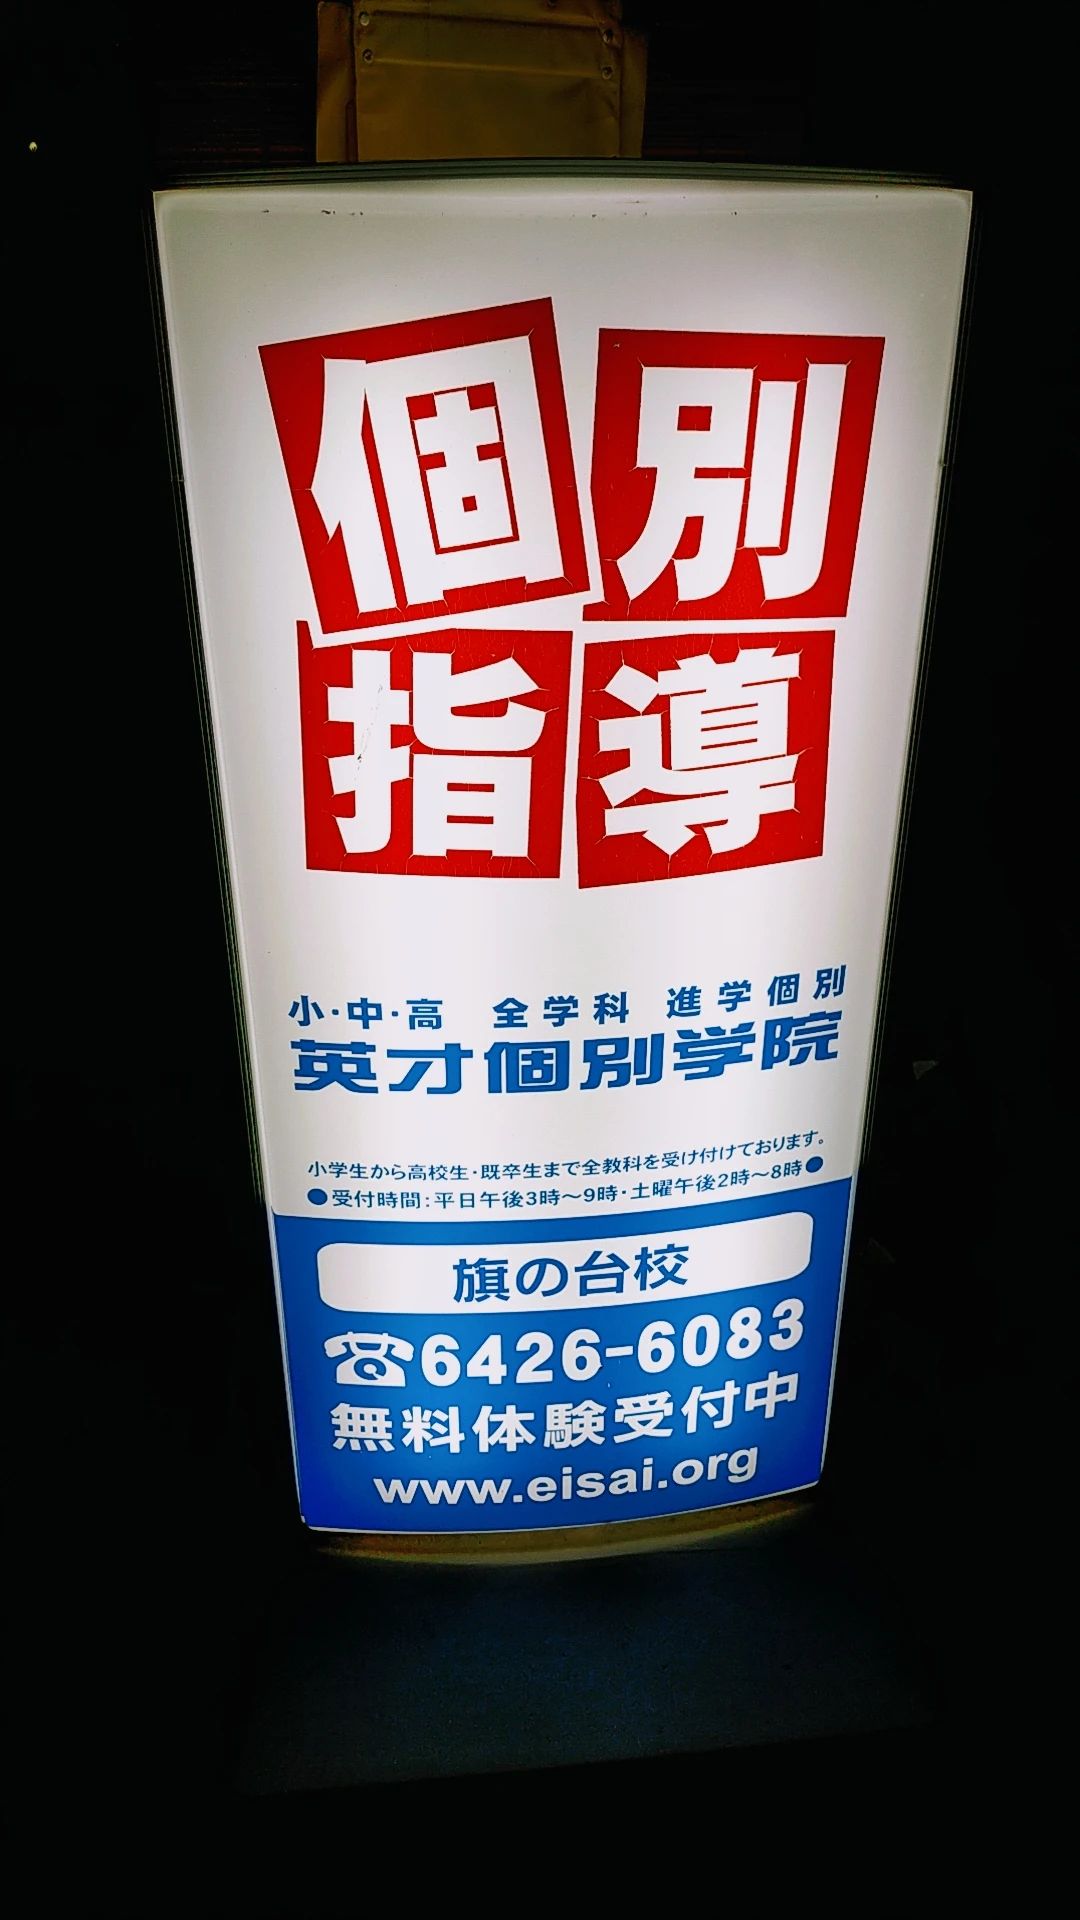 個別
指導
小・中・高 全学科 進学個別
英才個別学院
小学生から高校生・既卒生まで全教科を受け付けております。
●受付時間：平日午後3時～9時・土曜午後2時～8時●
旗の台校
☎6426-6083
無料体験受付中
www.eisai.org